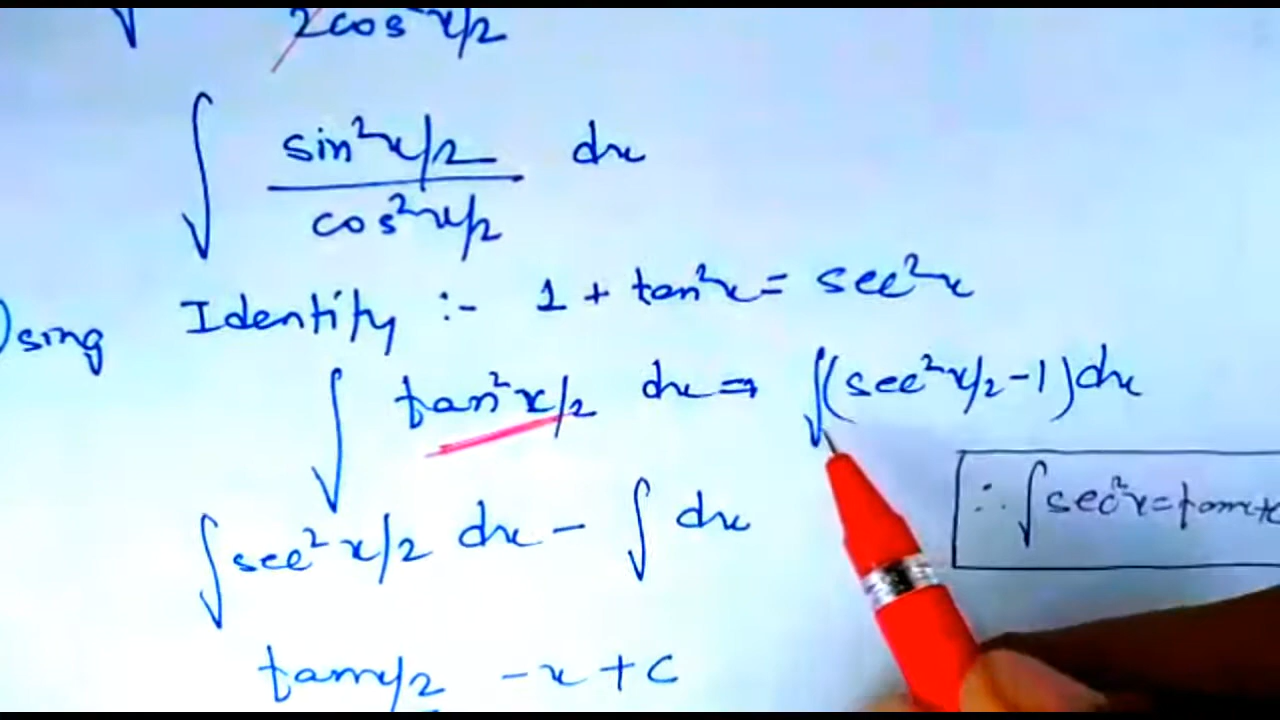 ∫ 2cos²x/2
∫ sin²x/2 / cos²x/2 dx
Using Identity :- 1 + tan²x = sec²x
∫ tan²x/2 dx ⇒ ∫(sec²x/2-1)dx
∫sec²x/2 dx - ∫dx
∴ ∫sec²x=tanx+c
tanx/2 -x+c